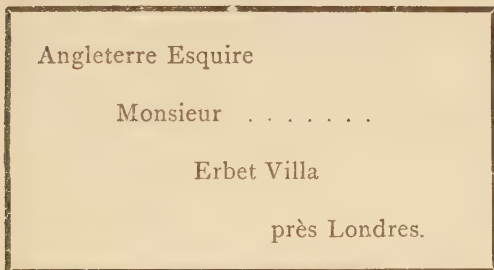 Angleterre Esquire
Monsieur . . . . . . .
Erbet Villa
près Londres.